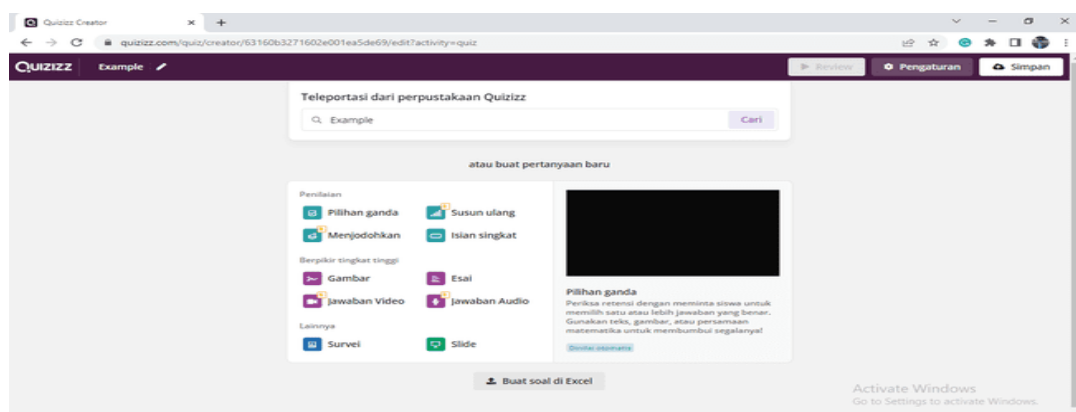 Quizizz Creator
quizizz.com/quiz/creator/63160b3271602e001ea5de69/edit?activity=quiz
QUIZIZZ Example Review Pengaturan Simpan
Teleportasi dari perpustakaan Quizizz
Example Cari
atau buat pertanyaan baru
Penilaian
Pilihan ganda Susun ulang
Menjodohkan Isian singkat
Berpikir tingkat tinggi
Gambar Esai
Jawaban Video Jawaban Audio
Lainnya
Survei Slide
Pilihan ganda
Periksa retensi dengan meminta siswa untuk
memilih satu atau lebih jawaban yang benar.
Gunakan teks, gambar, atau persamaan
matematika untuk membumbui segalanya!
Dinilai otomatis
Buat soal di Excel
Activate Windows
Go to Settings to activate Windows.